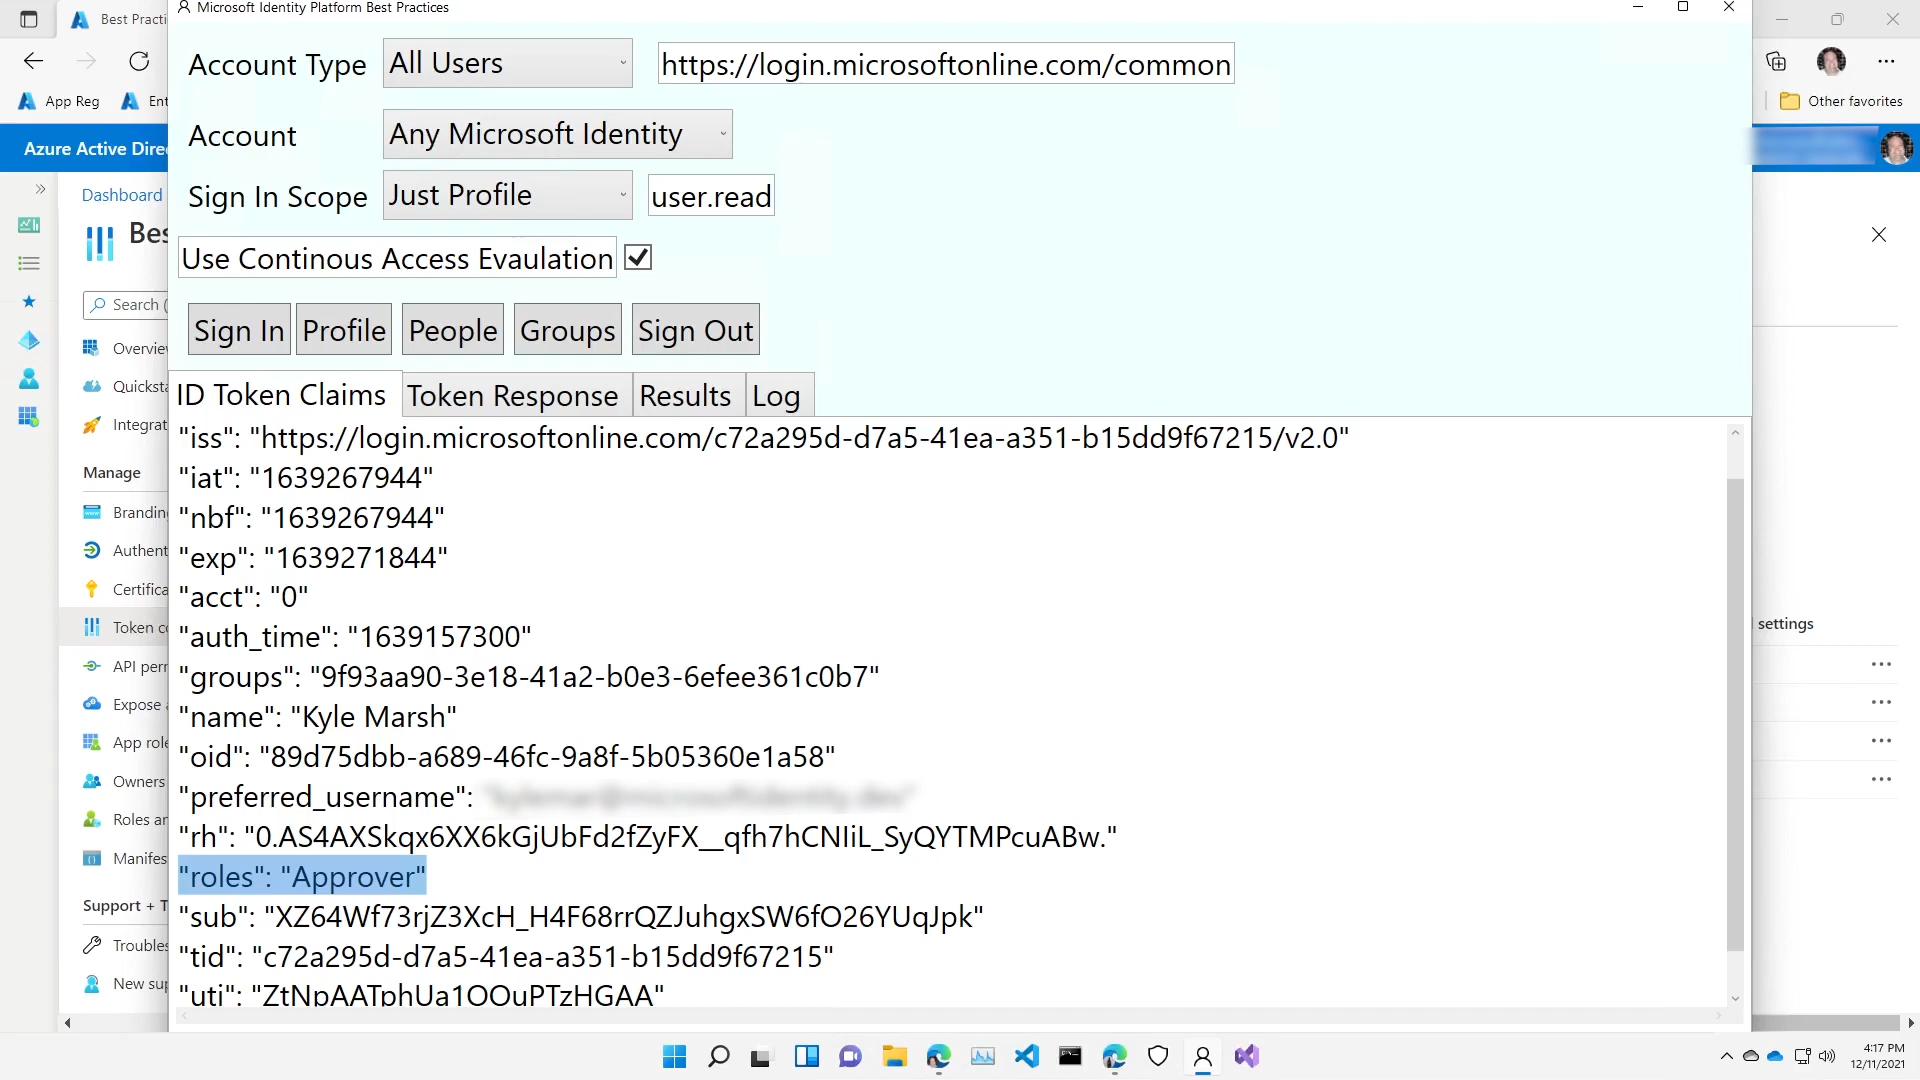 Microsoft Identity Platform Best Practices
Best Practi
App Reg
Ent
Other favorites
Azure Active Dire
Dashboard
Bes
Search (
Overvie
Quicksta
Integrat
Manage
Brandin
Authent
Certifica
Token co
API perr
Expose a
App role
Owners
Roles an
Manifes
Support + T
Troubles
New sup
Account Type
All Users
https://login.microsoftonline.com/common
Account
Any Microsoft Identity
Sign In Scope
Just Profile
user.read
Use Continous Access Evaulation
Sign In
Profile
People
Groups
Sign Out
ID Token Claims
Token Response
Results
Log
"iss": "https://login.microsoftonline.com/c72a295d-d7a5-41ea-a351-b15dd9f67215/v2.0"
"iat": "1639267944"
"nbf": "1639267944"
"exp": "1639271844"
"acct": "0"
"auth_time": "1639157300"
"groups": "9f93aa90-3e18-41a2-b0e3-6efee361c0b7"
"name": "Kyle Marsh"
"oid": "89d75dbb-a689-46fc-9a8f-5b05360e1a58"
"preferred_username":
"rh": "0.AS4AXSkqx6XX6kGjUbFd2fZyFX__qfh7hCNIiL_SyQYTMPcuABw."
"roles": "Approver"
"sub": "XZ64Wf73rjZ3XcH_H4F68rrQZJuhgxSW6fO26YUqJpk"
"tid": "c72a295d-d7a5-41ea-a351-b15dd9f67215"
"uti": "ZtNpAATphUa1OOuPTzHGAA"
settings
4:17 PM
12/11/2021